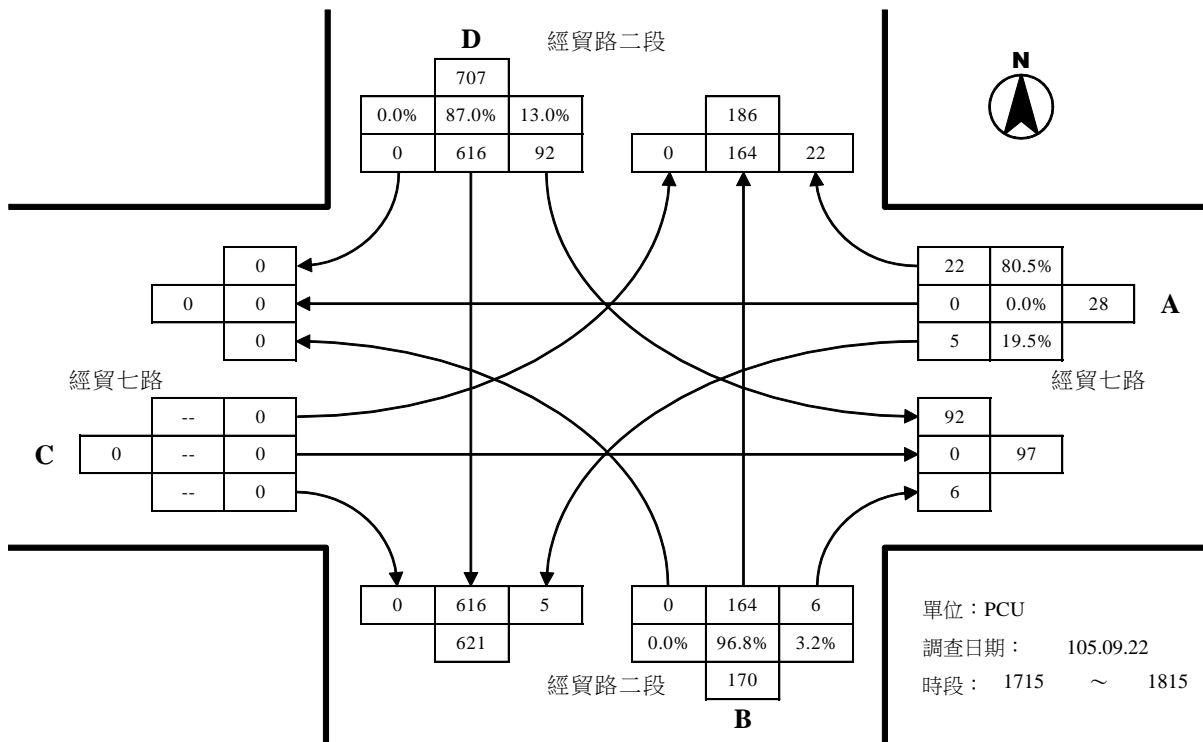 D 經貿路二段
N
707
0.0% 87.0% 13.0%
0 616 92
186
0 164 22
0
0 0
0
22 80.5%
0 0.0% 28
5 19.5%
A
經貿七路
經貿七路
C
-- 0
0 -- 0
-- 0
92
0 97
6
0 616 5
621
0 164 6
0.0% 96.8% 3.2%
170
經貿路二段
B
單位：PCU
調查日期： 105.09.22
時段： 1715 ～ 1815